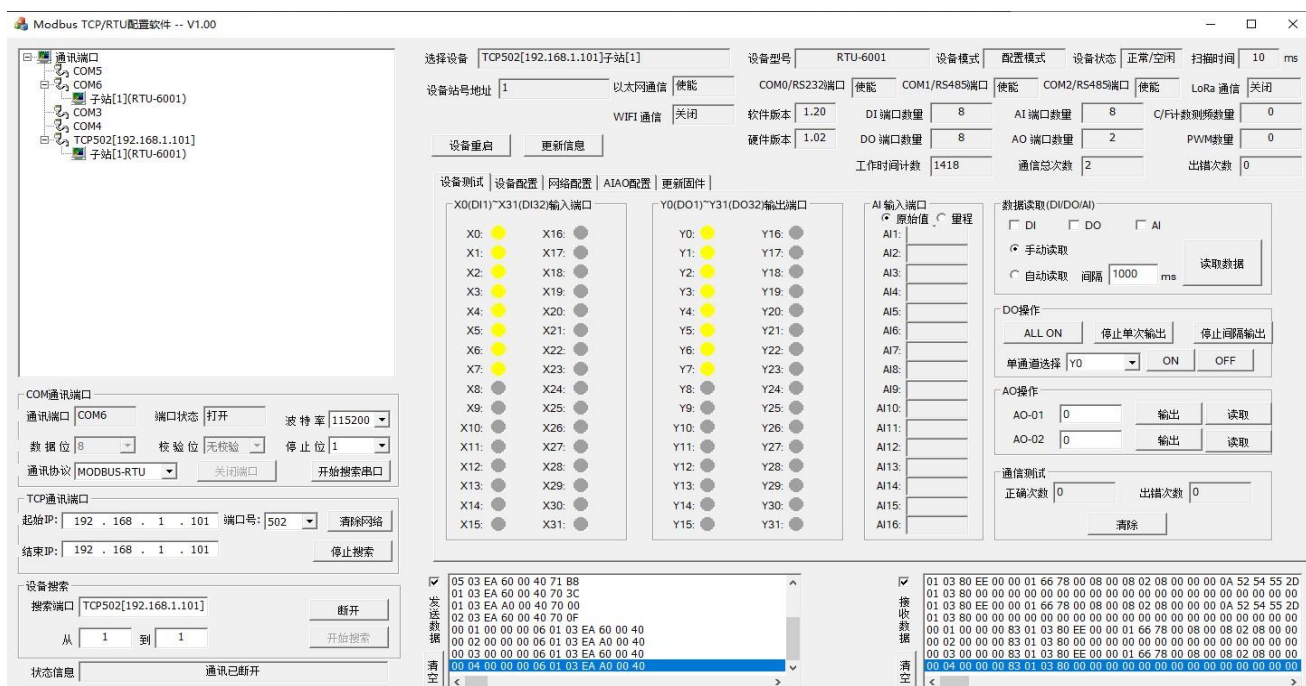 Modbus TCP/RTU配置软件 -- V1.00
通讯端口
COM5
COM6
子站[1](RTU-6001)
COM3
COM4
TCP502[192.168.1.101]
子站[1](RTU-6001)
选择设备 TCP502[192.168.1.101]子站[1] 设备型号 RTU-6001 设备模式 配置模式 设备状态 正常/空闲 扫描时间 10 ms
设备站号地址 1 以太网通信 使能 COM0/RS232端口 使能 COM1/RS485端口 使能 COM2/RS485端口 使能 LoRa 通信 关闭
WIFI 通信 关闭 软件版本 1.20 DI 端口数量 8 AI 端口数量 8 C/F计数测频数量 0
设备重启 更新信息 硬件版本 1.02 DO 端口数量 8 AO 端口数量 2 PWM数量 0
工作时间计数 1418 通信总次数 2 出错次数 0
设备测试 设备配置 网络配置 AIAO配置 更新固件
X0(DI1)~X31(DI32)输入端口
X0: X16:
X1: X17:
X2: X18:
X3: X19:
X4: X20:
X5: X21:
X6: X22:
X7: X23:
X8: X24:
X9: X25:
X10: X26:
X11: X27:
X12: X28:
X13: X29:
X14: X30:
X15: X31:
Y0(DO1)~Y31(DO32)输出端口
Y0: Y16:
Y1: Y17:
Y2: Y18:
Y3: Y19:
Y4: Y20:
Y5: Y21:
Y6: Y22:
Y7: Y23:
Y8: Y24:
Y9: Y25:
Y10: Y26:
Y11: Y27:
Y12: Y28:
Y13: Y29:
Y14: Y30:
Y15: Y31:
AI 输入端口
原始值 量程
AI1:
AI2:
AI3:
AI4:
AI5:
AI6:
AI7:
AI8:
AI9:
AI10:
AI11:
AI12:
AI13:
AI14:
AI15:
AI16:
数据读取(DI/DO/AI)
DI DO AI
手动读取
自动读取 间隔 1000 ms
读取数据
DO操作
ALL ON 停止单次输出 停止间隔输出
单通道选择 Y0 ON OFF
AO操作
AO-01 0 输出 读取
AO-02 0 输出 读取
通信测试
正确次数 0 出错次数 0
清除
COM通讯端口
通讯端口 COM6 端口状态 打开 波特率 115200
数据位 8 校验位 无校验 停止位 1
通讯协议 MODBUS-RTU 关闭端口 开始搜索串口
TCP通讯端口
起始IP: 192 . 168 . 1 . 101 端口号: 502 清除网络
结束IP: 192 . 168 . 1 . 101 停止搜索
设备搜索
搜索端口 TCP502[192.168.1.101] 断开
从 1 到 1 开始搜索
状态信息 通讯已断开
发送数据
清空
05 03 EA 60 00 40 71 B8
01 03 EA 60 00 40 70 3C
01 03 EA A0 00 40 70 00
02 03 EA 60 00 40 70 0F
00 01 00 00 00 06 01 03 EA 60 00 40
00 02 00 00 00 06 01 03 EA A0 00 40
00 03 00 00 00 06 01 03 EA 60 00 40
00 04 00 00 00 06 01 03 EA A0 00 40
接收数据
清空
01 03 80 EE 00 00 01 66 78 00 08 00 08 02 08 00 00 00 0A 52 54 55 2D
01 03 80 00 00 00 00 00 00 00 00 00 00 00 00 00 00 00 00 00 00 00 00
01 03 80 EE 00 00 01 66 78 00 08 00 08 02 08 00 00 00 0A 52 54 55 2D
01 03 80 00 00 00 00 00 00 00 00 00 00 00 00 00 00 00 00 00 00 00 00
00 01 00 00 00 83 01 03 80 EE 00 00 01 66 78 00 08 00 08 02 08 00 00
00 02 00 00 00 83 01 03 80 00 00 00 00 00 00 00 00 00 00 00 00 00 00
00 03 00 00 00 83 01 03 80 EE 00 00 01 66 78 00 08 00 08 02 08 00 00
00 04 00 00 00 83 01 03 80 00 00 00 00 00 00 00 00 00 00 00 00 00 00